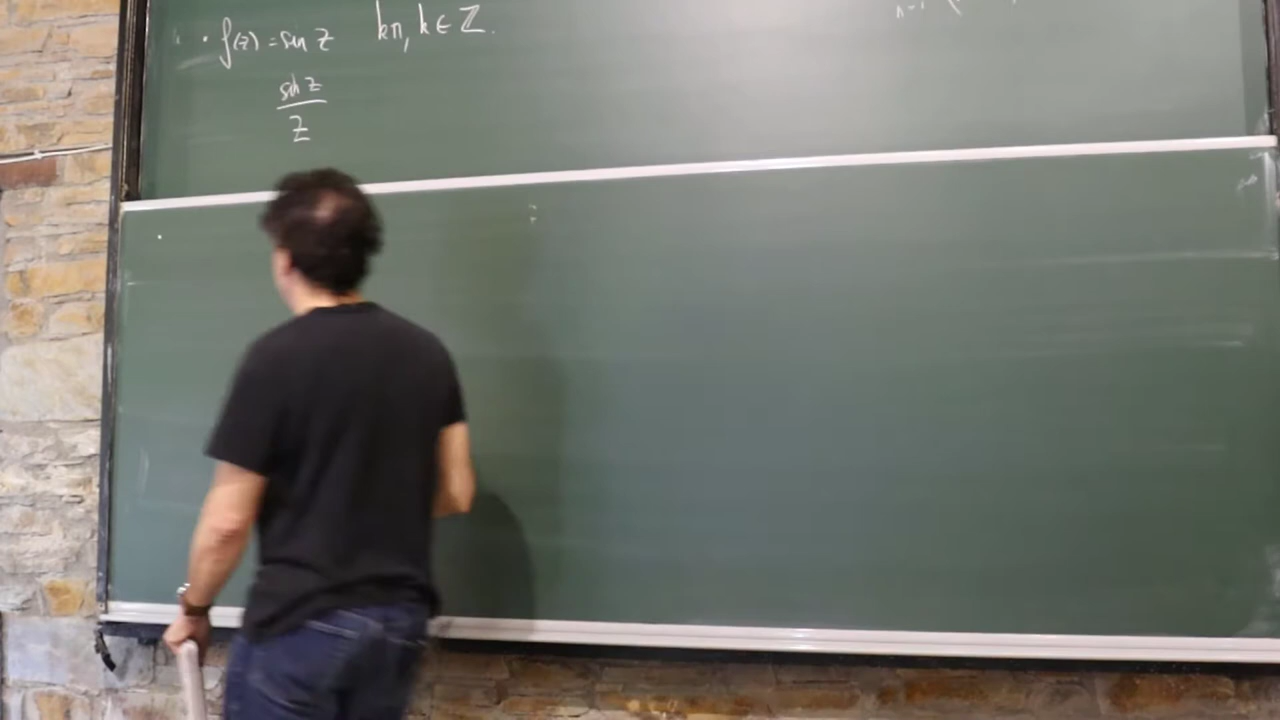 · f(z) = sin z   kπ, k ∈ ℤ.
sin z
z